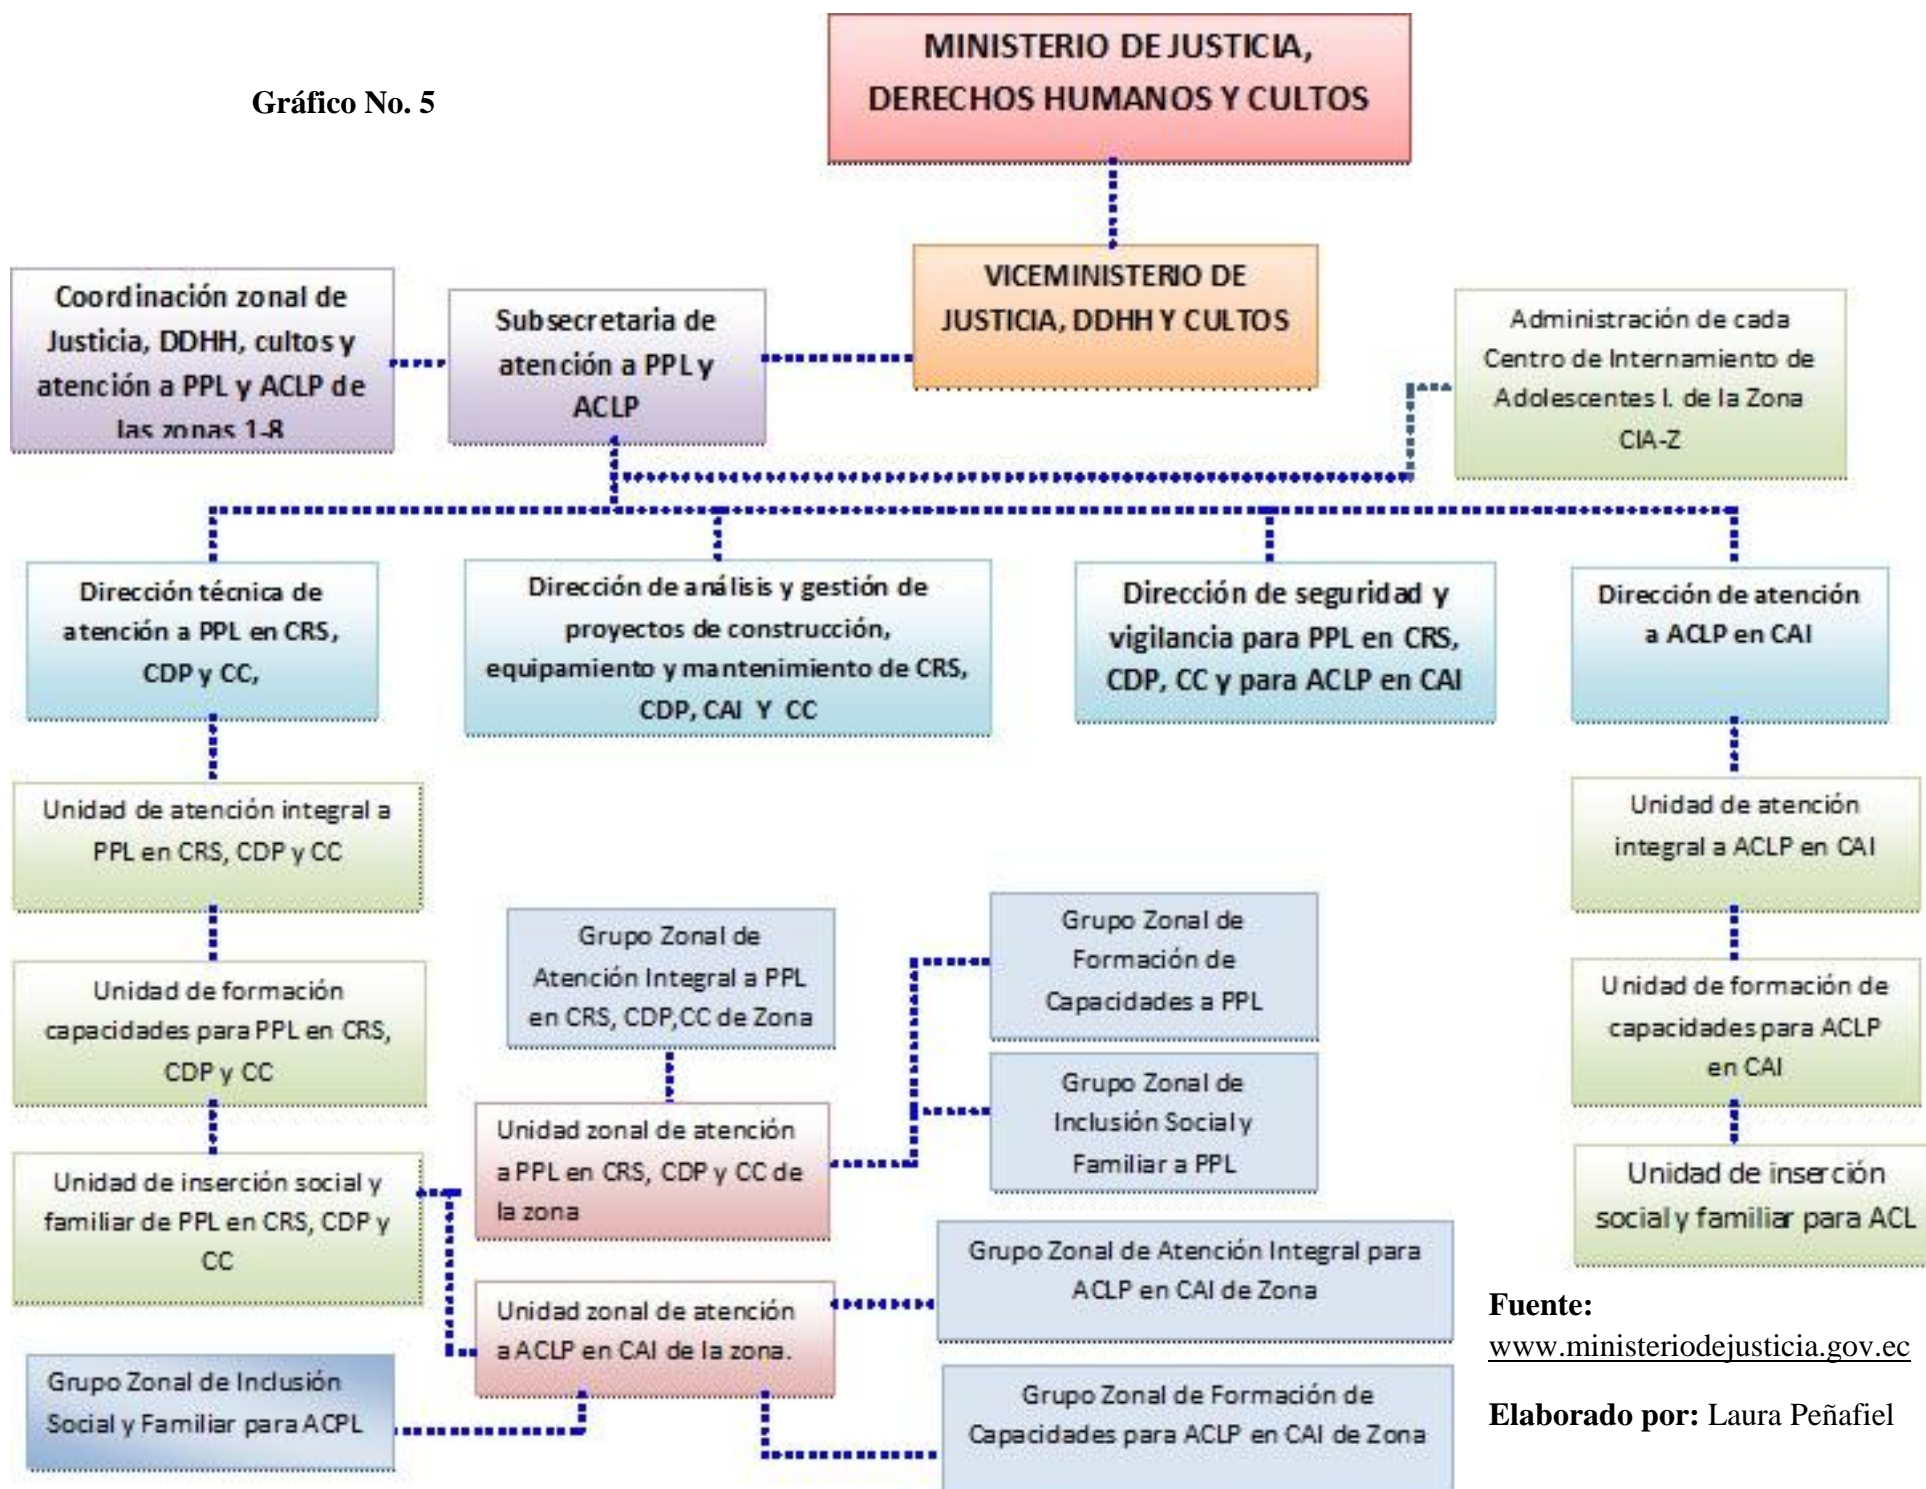 Gráfico No. 5
MINISTERIO DE JUSTICIA,
DERECHOS HUMANOS Y CULTOS
VICEMINISTERIO DE
JUSTICIA, DDHH Y CULTOS
Coordinación zonal de
Justicia, DDHH, cultos y
atención a PPL y ACLP de
las zonas 1-8
Subsecretaria de
atención a PPL y
ACLP
Administración de cada
Centro de Internamiento de
Adolescentes I. de la Zona
CIA-Z
Dirección técnica de
atención a PPL en CRS,
CDP y CC,
Dirección de análisis y gestión de
proyectos de construcción,
equipamiento y mantenimiento de CRS,
CDP, CAI Y CC
Dirección de seguridad y
vigilancia para PPL en CRS,
CDP, CC y para ACLP en CAI
Dirección de atención
a ACLP en CAI
Unidad de atención integral a
PPL en CRS, CDP y CC
Unidad de atención
integral a ACLP en CAI
Grupo Zonal de
Atención Integral a PPL
en CRS, CDP,CC de Zona
Grupo Zonal de
Formación de
Capacidades a PPL
Unidad de formación
capacidades para PPL en CRS,
CDP y CC
Unidad de formación de
capacidades para ACLP
en CAI
Grupo Zonal de
Inclusión Social y
Familiar a PPL
Unidad zonal de atención
a PPL en CRS, CDP y CC de
la zona
Unidad de inserción social y
familiar de PPL en CRS, CDP y
CC
Unidad de inserción
social y familiar para ACL
Grupo Zonal de Atención Integral para
ACLP en CAI de Zona
Unidad zonal de atención
a ACLP en CAI de la zona.
Grupo Zonal de Inclusión
Social y Familiar para ACPL
Grupo Zonal de Formación de
Capacidades para ACLP en CAI de Zona
Fuente:
www.ministeriodejusticia.gov.ec
Elaborado por: Laura Peñafiel